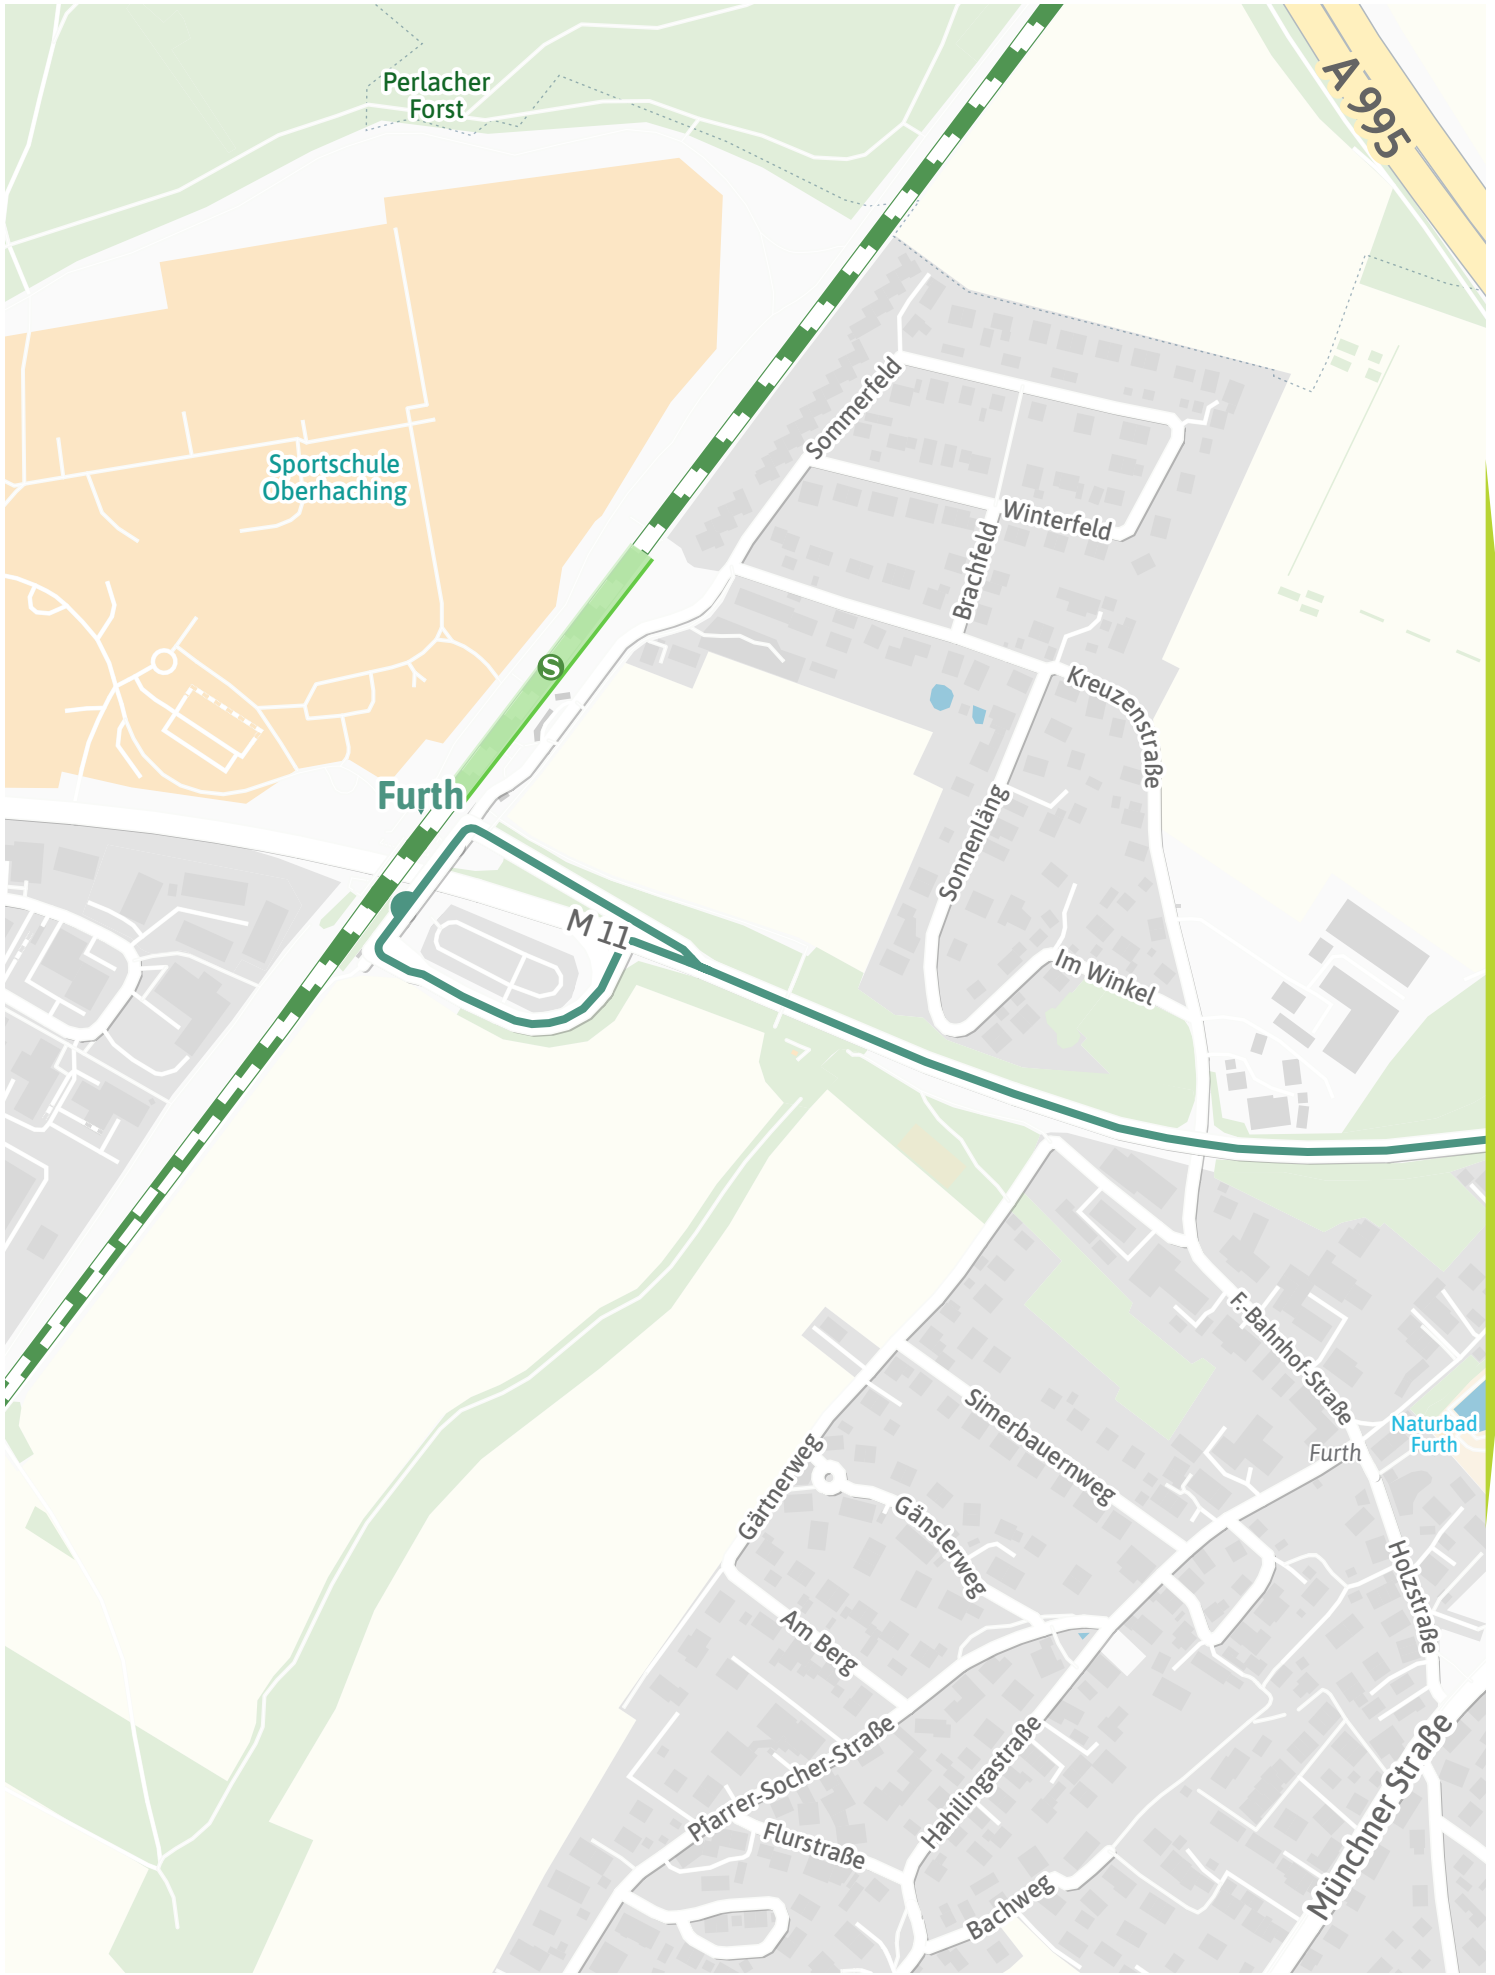 A 995
Perlacher
Forst
Sommerfeld
Sportschule
Oberhaching
Winterfeld
Brachfeld
S
Kreuzenstraße
Furth
Sonnenläng
M 11
Im Winkel
F.-Bahnhof-Straße
Simerbauernweg
Naturbad
Furth
Furth
Gärtnerweg
Gänslerweg
Holzstraße
Am Berg
Pfarrer-Socher-Straße
Hahilingastraße
Münchner Straße
Flurstraße
Bachweg